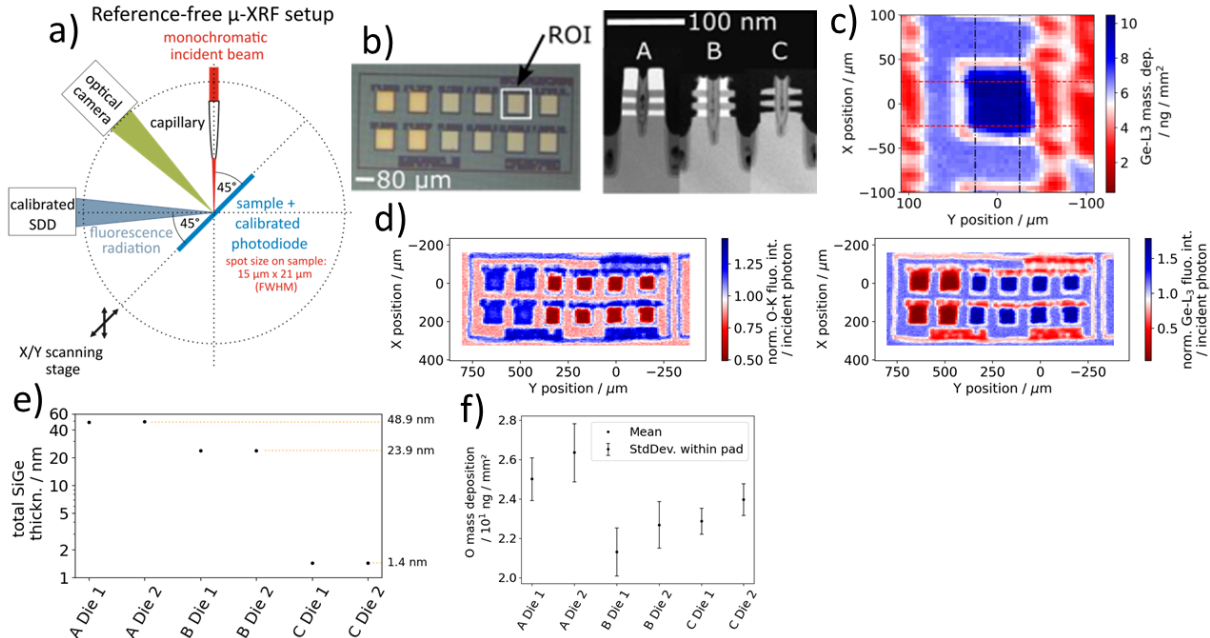 Reference-free μ-XRF setup
a)
monochromatic
incident beam
optical
camera
capillary
45°
calibrated
SDD
45°
fluorescence
radiation
sample +
calibrated
photodiode
spot size on sample:
15 μm x 21 μm
(FWHM)
X/Y scanning
stage
b)
ROI
80 μm
100 nm
A B C
c)
X position / μm
100
50
0
−50
−100
100 0 −100
Y position / μm
10
8
6
4
2
Ge-L3 mass. dep.
/ ng / mm²
d)
X position / μm
−200
0
200
400
750 500 250 0 −250
Y position / μm
1.25
1.00
0.75
0.50
norm. O-K fluo. int.
/ incident photon
X position / μm
−200
0
200
400
750 500 250 0 −250
Y position / μm
1.5
1.0
0.5
norm. Ge-L₃ fluo. int.
/ incident photon
e)
total SiGe
thickn. / nm
60
40
20
10
6
4
2
1
48.9 nm
23.9 nm
1.4 nm
A Die 1
A Die 2
B Die 1
B Die 2
C Die 1
C Die 2
f)
O mass deposition
/ 10¹ ng / mm²
2.8
2.6
2.4
2.2
2.0
Mean
StdDev. within pad
A Die 1
A Die 2
B Die 1
B Die 2
C Die 1
C Die 2